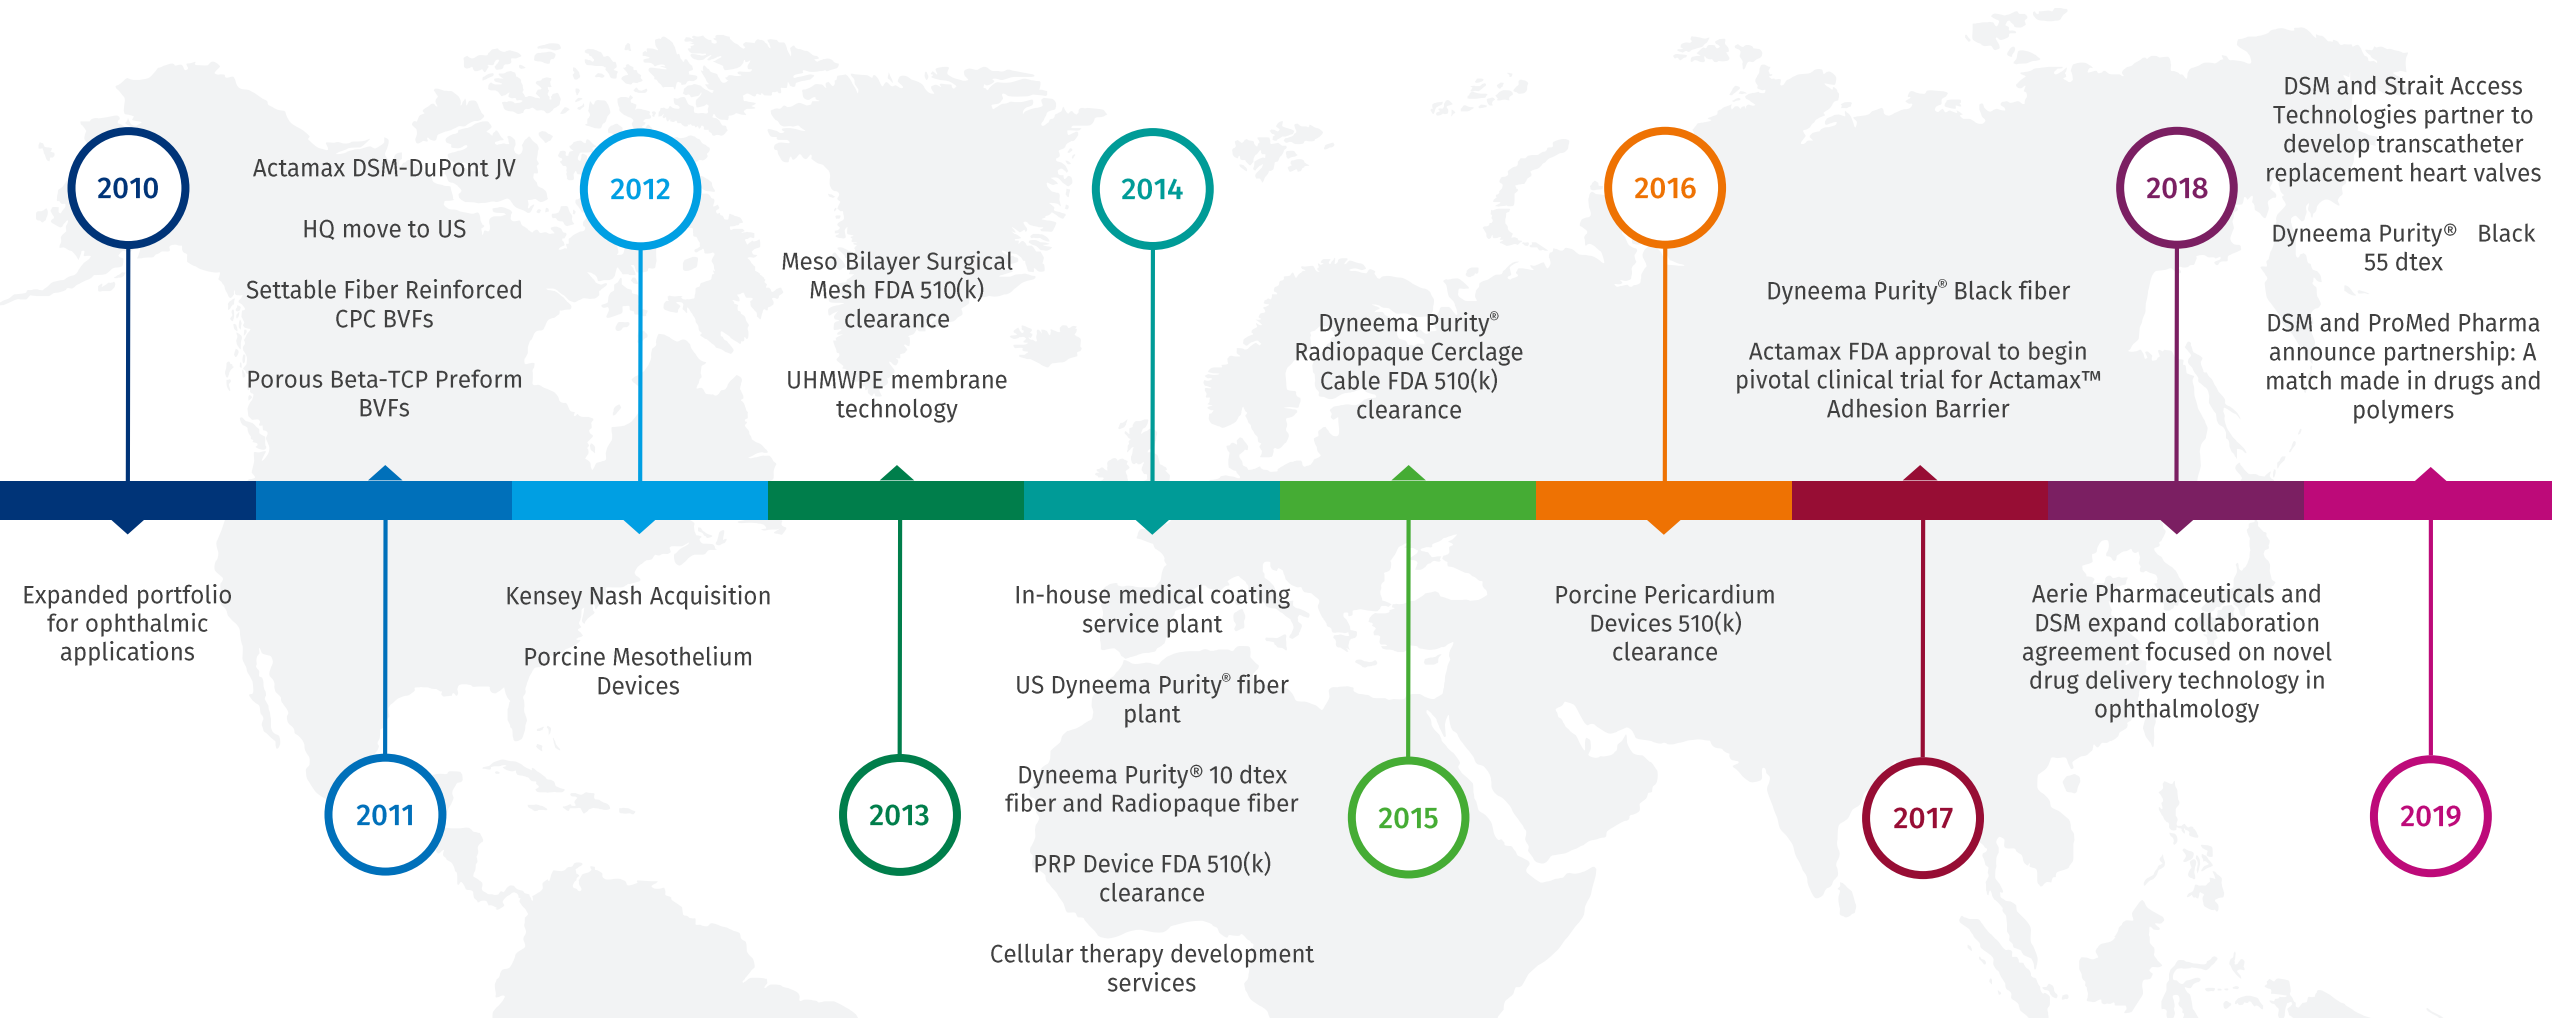 2010
Expanded portfolio
for ophthalmic
applications
Actamax DSM-DuPont JV
HQ move to US
Settable Fiber Reinforced
CPC BVFs
Porous Beta-TCP Preform
BVFs
2011
2012
Kensey Nash Acquisition
Porcine Mesothelium
Devices
Meso Bilayer Surgical
Mesh FDA 510(k)
clearance
UHMWPE membrane
technology
2013
2014
In-house medical coating
service plant
US Dyneema Purity® fiber
plant
Dyneema Purity® 10 dtex
fiber and Radiopaque fiber
PRP Device FDA 510(k)
clearance
Cellular therapy development
services
Dyneema Purity®
Radiopaque Cerclage
Cable FDA 510(k)
clearance
2015
2016
Porcine Pericardium
Devices 510(k)
clearance
Dyneema Purity® Black fiber
Actamax FDA approval to begin
pivotal clinical trial for Actamax™
Adhesion Barrier
2017
2018
Aerie Pharmaceuticals and
DSM expand collaboration
agreement focused on novel
drug delivery technology in
ophthalmology
DSM and Strait Access
Technologies partner to
develop transcatheter
replacement heart valves
Dyneema Purity® Black
55 dtex
DSM and ProMed Pharma
announce partnership: A
match made in drugs and
polymers
2019